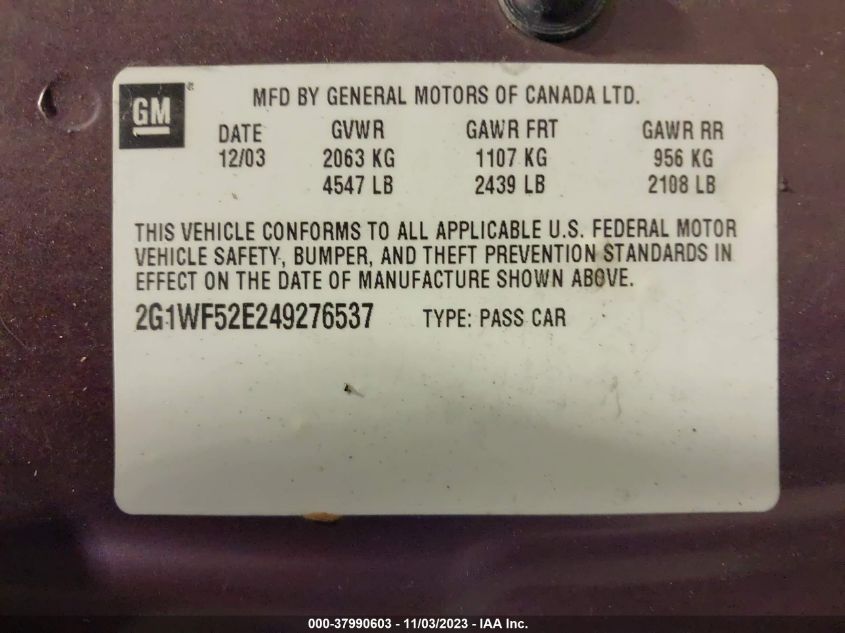 GM
®
MFD BY GENERAL MOTORS OF CANADA LTD.
DATE GVWR GAWR FRT GAWR RR
12/03 2063 KG 1107 KG 956 KG
4547 LB 2439 LB 2108 LB
THIS VEHICLE CONFORMS TO ALL APPLICABLE U.S. FEDERAL MOTOR
VEHICLE SAFETY, BUMPER, AND THEFT PREVENTION STANDARDS IN
EFFECT ON THE DATE OF MANUFACTURE SHOWN ABOVE.
2G1WF52E249276537 TYPE: PASS CAR
000-37990603 - 11/03/2023 - IAA Inc.